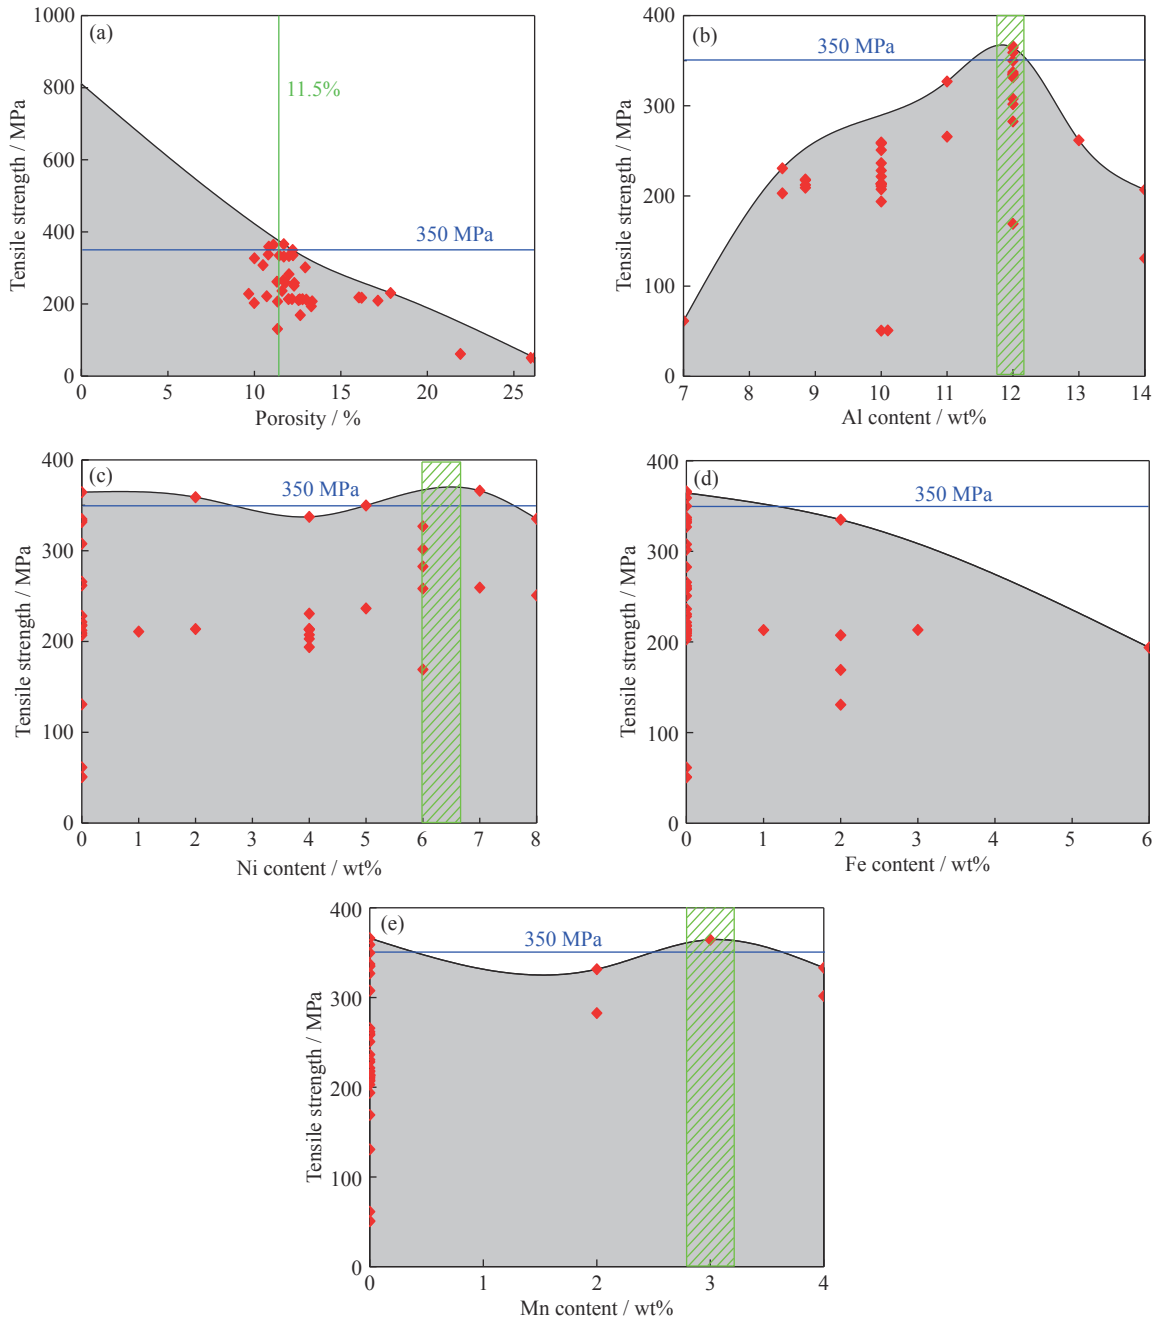 (a)
1000
800
600
400
200
0
11.5%
350 MPa
0 5 10 15 20 25
Porosity / %
Tensile strength / MPa
(b)
400
300
200
100
0
350 MPa
7 8 9 10 11 12 13 14
Al content / wt%
Tensile strength / MPa
(c)
400
300
200
100
0
350 MPa
0 1 2 3 4 5 6 7 8
Ni content / wt%
Tensile strength / MPa
(d)
400
300
200
100
0
350 MPa
0 1 2 3 4 5 6
Fe content / wt%
Tensile strength / MPa
(e)
400
300
200
100
0
350 MPa
0 1 2 3 4
Mn content / wt%
Tensile strength / MPa